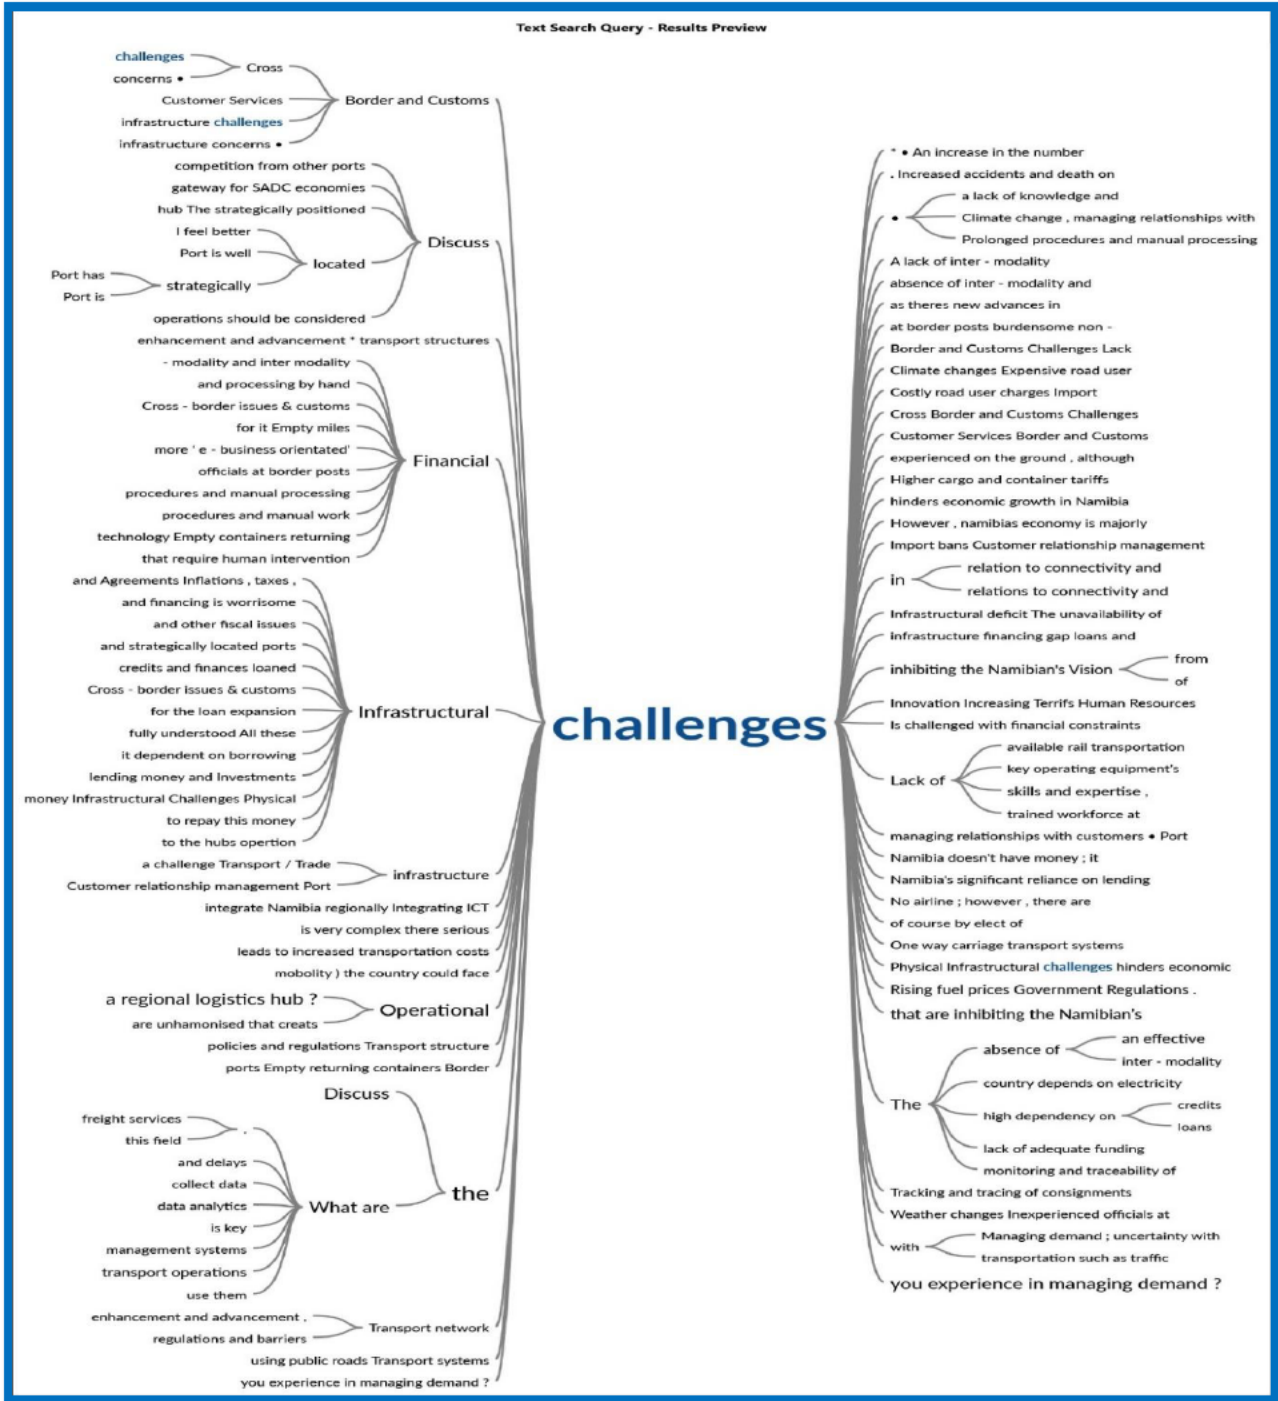 Text Search Query - Results Preview
challenges
concerns •
Cross
Customer Services
infrastructure challenges
infrastructure concerns •
Border and Customs
competition from other ports
gateway for SADC economies
hub The strategically positioned
I feel better
Port is well
Port has
Port is
strategically
located
operations should be considered
Discuss
enhancement and advancement * transport structures
- modality and inter modality
and processing by hand
Cross - border issues & customs
for it Empty miles
more ' e - business orientated'
officials at border posts
procedures and manual processing
procedures and manual work
technology Empty containers returning
that require human intervention
Financial
and Agreements Inflations , taxes ,
and financing is worrisome
and other fiscal issues
and strategically located ports
credits and finances loaned
Cross - border issues & customs
for the loan expansion
fully understood All these
it dependent on borrowing
lending money and Investments
money Infrastructural Challenges Physical
to repay this money
to the hubs opertion
Infrastructural
a challenge Transport / Trade
Customer relationship management Port
infrastructure
integrate Namibia regionally Integrating ICT
is very complex there serious
leads to increased transportation costs
mobolity ) the country could face
a regional logistics hub ?
are unhamonised that creats
Operational
policies and regulations Transport structure
ports Empty returning containers Border
Discuss
freight services
this field
.
and delays
collect data
data analytics
is key
management systems
transport operations
use them
What are
the
enhancement and advancement ,
regulations and barriers
Transport network
using public roads Transport systems
you experience in managing demand ?
challenges
* • An increase in the number
. Increased accidents and death on
•
a lack of knowledge and
Climate change , managing relationships with
Prolonged procedures and manual processing
A lack of inter - modality
absence of inter - modality and
as theres new advances in
at border posts burdensome non -
Border and Customs Challenges Lack
Climate changes Expensive road user
Costly road user charges Import
Cross Border and Customs Challenges
Customer Services Border and Customs
experienced on the ground , although
Higher cargo and container tariffs
hinders economic growth in Namibia
However , namibias economy is majorly
Import bans Customer relationship management
in
relation to connectivity and
relations to connectivity and
Infrastructural deficit The unavailability of
infrastructure financing gap loans and
inhibiting the Namibian's Vision
from
of
Innovation Increasing Terrifs Human Resources
Is challenged with financial constraints
Lack of
available rail transportation
key operating equipment's
skills and expertise ,
trained workforce at
managing relationships with customers • Port
Namibia doesn't have money ; it
Namibia's significant reliance on lending
No airline ; however , there are
of course by elect of
One way carriage transport systems
Physical Infrastructural challenges hinders economic
Rising fuel prices Government Regulations .
that are inhibiting the Namibian's
The
absence of
an effective
inter - modality
country depends on electricity
high dependency on
credits
loans
lack of adequate funding
monitoring and traceability of
Tracking and tracing of consignments
Weather changes Inexperienced officials at
with
Managing demand ; uncertainty with
transportation such as traffic
you experience in managing demand ?